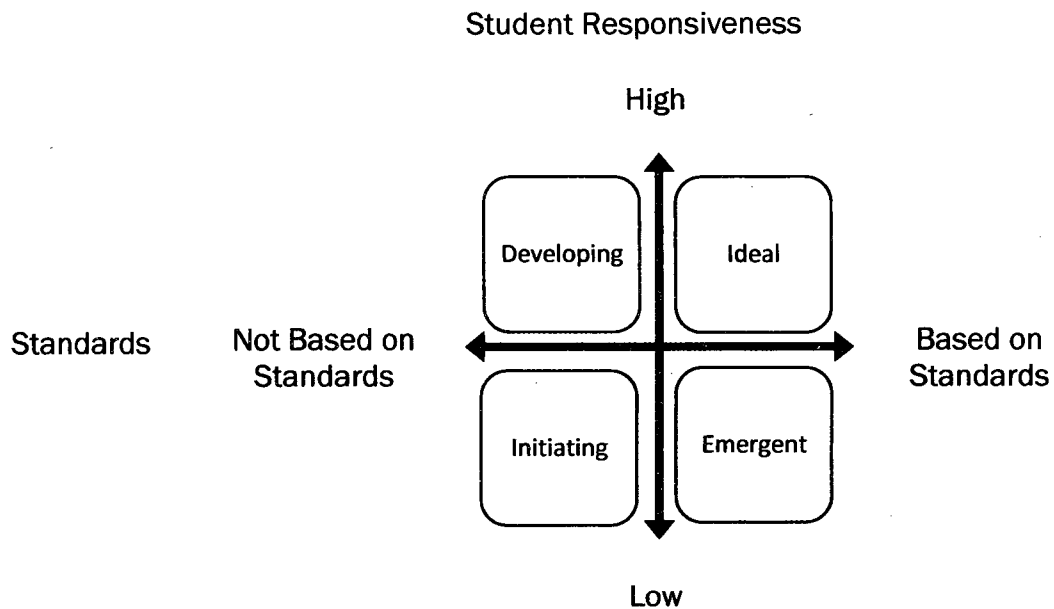 Student Responsiveness
High
Developing
Ideal
Standards
Not Based on
Standards
Based on
Standards
Initiating
Emergent
Low